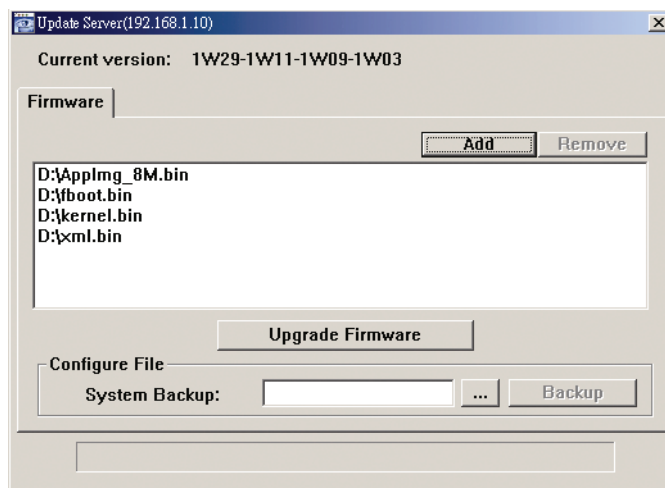 Update Server(192.168.1.10)
Current version: 1W29-1W11-1W09-1W03
Firmware
Add Remove
D:\AppImg_8M.bin
D:\fboot.bin
D:\kernel.bin
D:\xml.bin
Upgrade Firmware
Configure File
System Backup: ... Backup